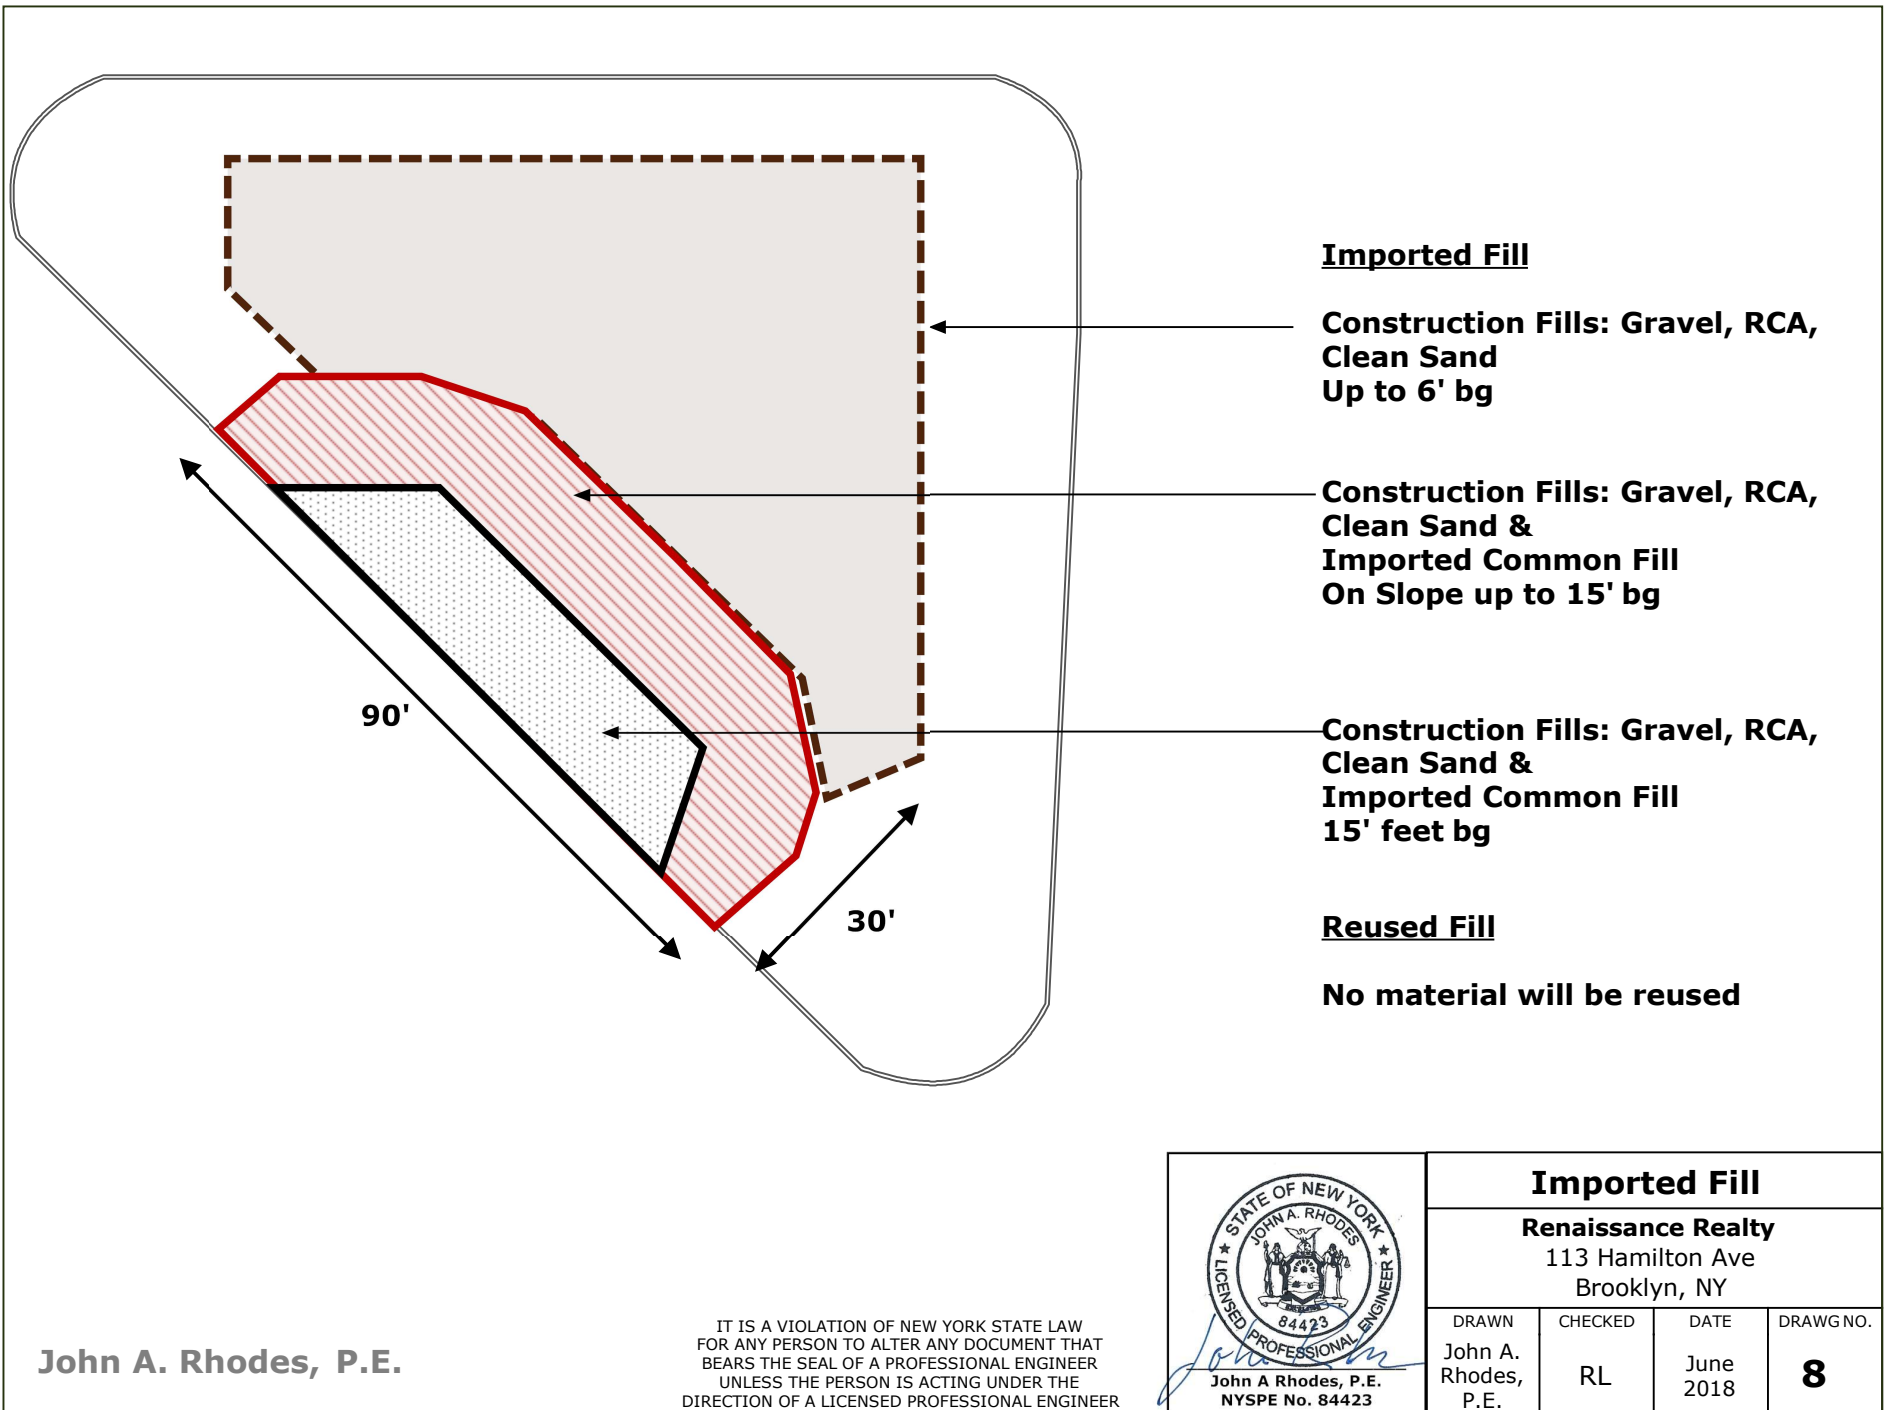 Imported Fill
Construction Fills: Gravel, RCA,
Clean Sand
Up to 6' bg
Construction Fills: Gravel, RCA,
Clean Sand &
Imported Common Fill
On Slope up to 15' bg
Construction Fills: Gravel, RCA,
Clean Sand &
Imported Common Fill
15' feet bg
90'
30'
Reused Fill
No material will be reused
John A. Rhodes, P.E.
IT IS A VIOLATION OF NEW YORK STATE LAW
FOR ANY PERSON TO ALTER ANY DOCUMENT THAT
BEARS THE SEAL OF A PROFESSIONAL ENGINEER
UNLESS THE PERSON IS ACTING UNDER THE
DIRECTION OF A LICENSED PROFESSIONAL ENGINEER
STATE OF NEW YORK
JOHN A. RHODES
84423
LICENSED PROFESSIONAL ENGINEER
John A Rhodes, P.E.
NYSPE No. 84423
Imported Fill
Renaissance Realty
113 Hamilton Ave
Brooklyn, NY
DRAWN
John A.
Rhodes,
P.E.
CHECKED
RL
DATE
June
2018
DRAWG NO.
8